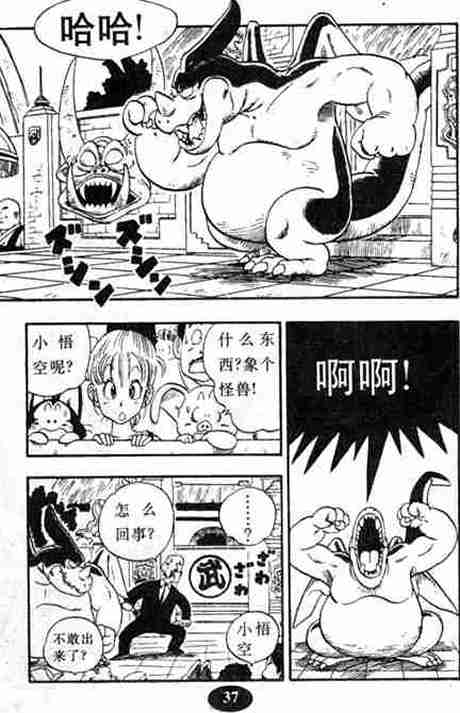 哈哈!
ズン
ズン
什么东
西?象个
怪兽!
小悟
空呢?
啊啊!
……?
怎么
回事?
武
ざわ
ざわ
小悟
空
不敢出
来了?
37